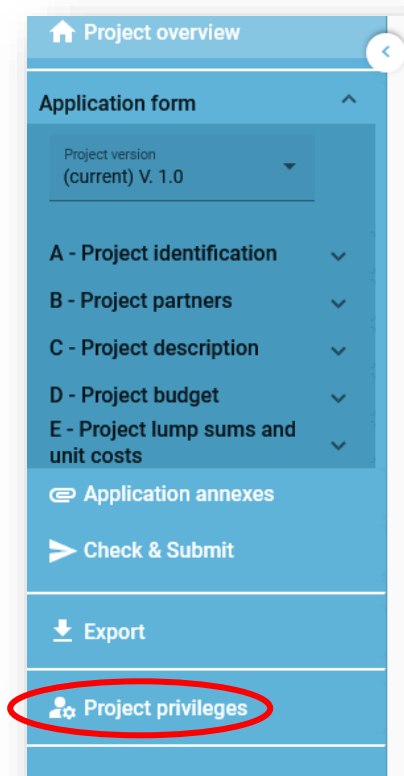 Project overview
Application form
Project version
(current) V. 1.0
A - Project identification
B - Project partners
C - Project description
D - Project budget
E - Project lump sums and
unit costs
Application annexes
Check & Submit
Export
Project privileges